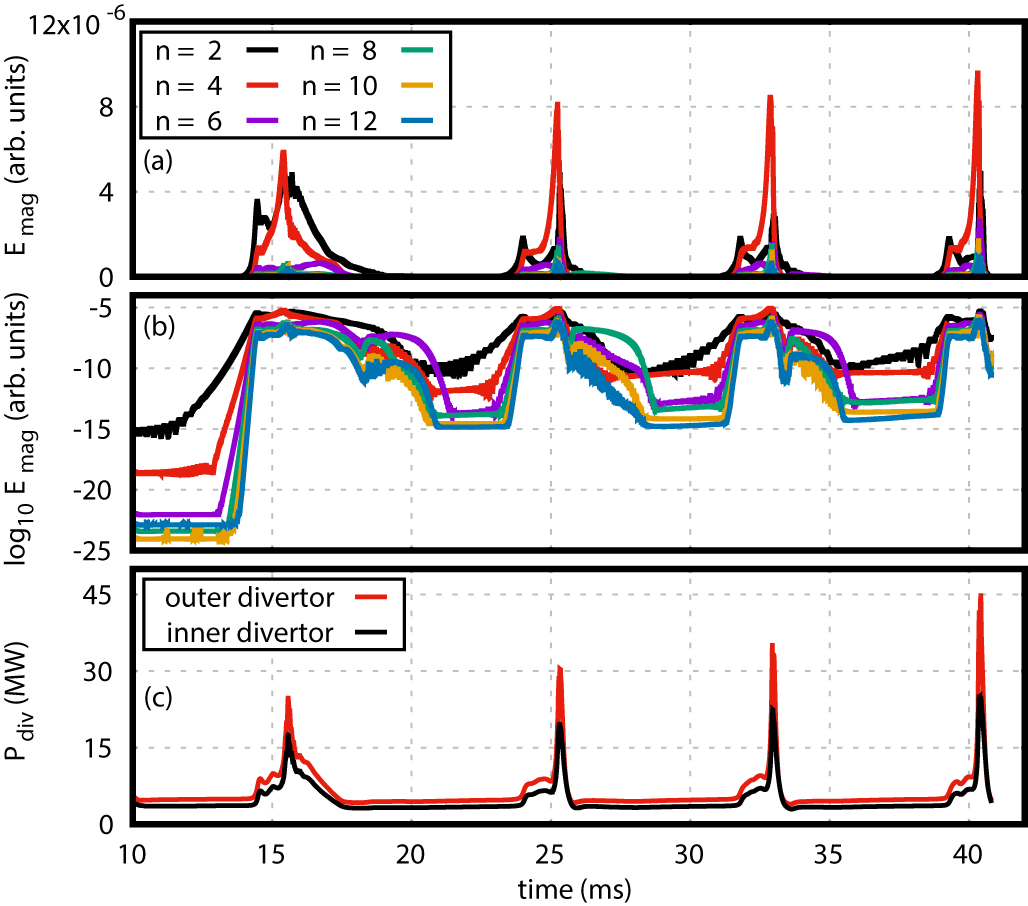 12x10 -6
8
4
0
E mag (arb. units)
n = 2
n = 8
n = 4
n = 10
n = 6
n = 12
(a)
-5
-10
-15
-20
-25
log10 E mag (arb. units)
(b)
45
30
15
0
P div (MW)
outer divertor
inner divertor
(c)
10 15 20 25 30 35 40
time (ms)